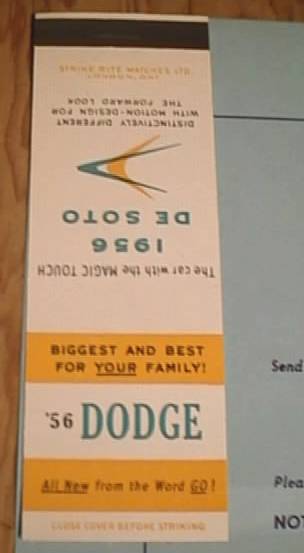 STRIKE RITE MATCHES LTD.
LONDON, ONT.
The car with the MAGIC TOUCH
1956
DE SOTO
DISTINCTIVELY DIFFERENT
WITH MOTION-DESIGN FOR
THE FORWARD LOOK
BIGGEST AND BEST
FOR YOUR FAMILY!
'56 DODGE
All New from the Word GO!
CLOSE COVER BEFORE STRIKING
Send
Plea
NOT